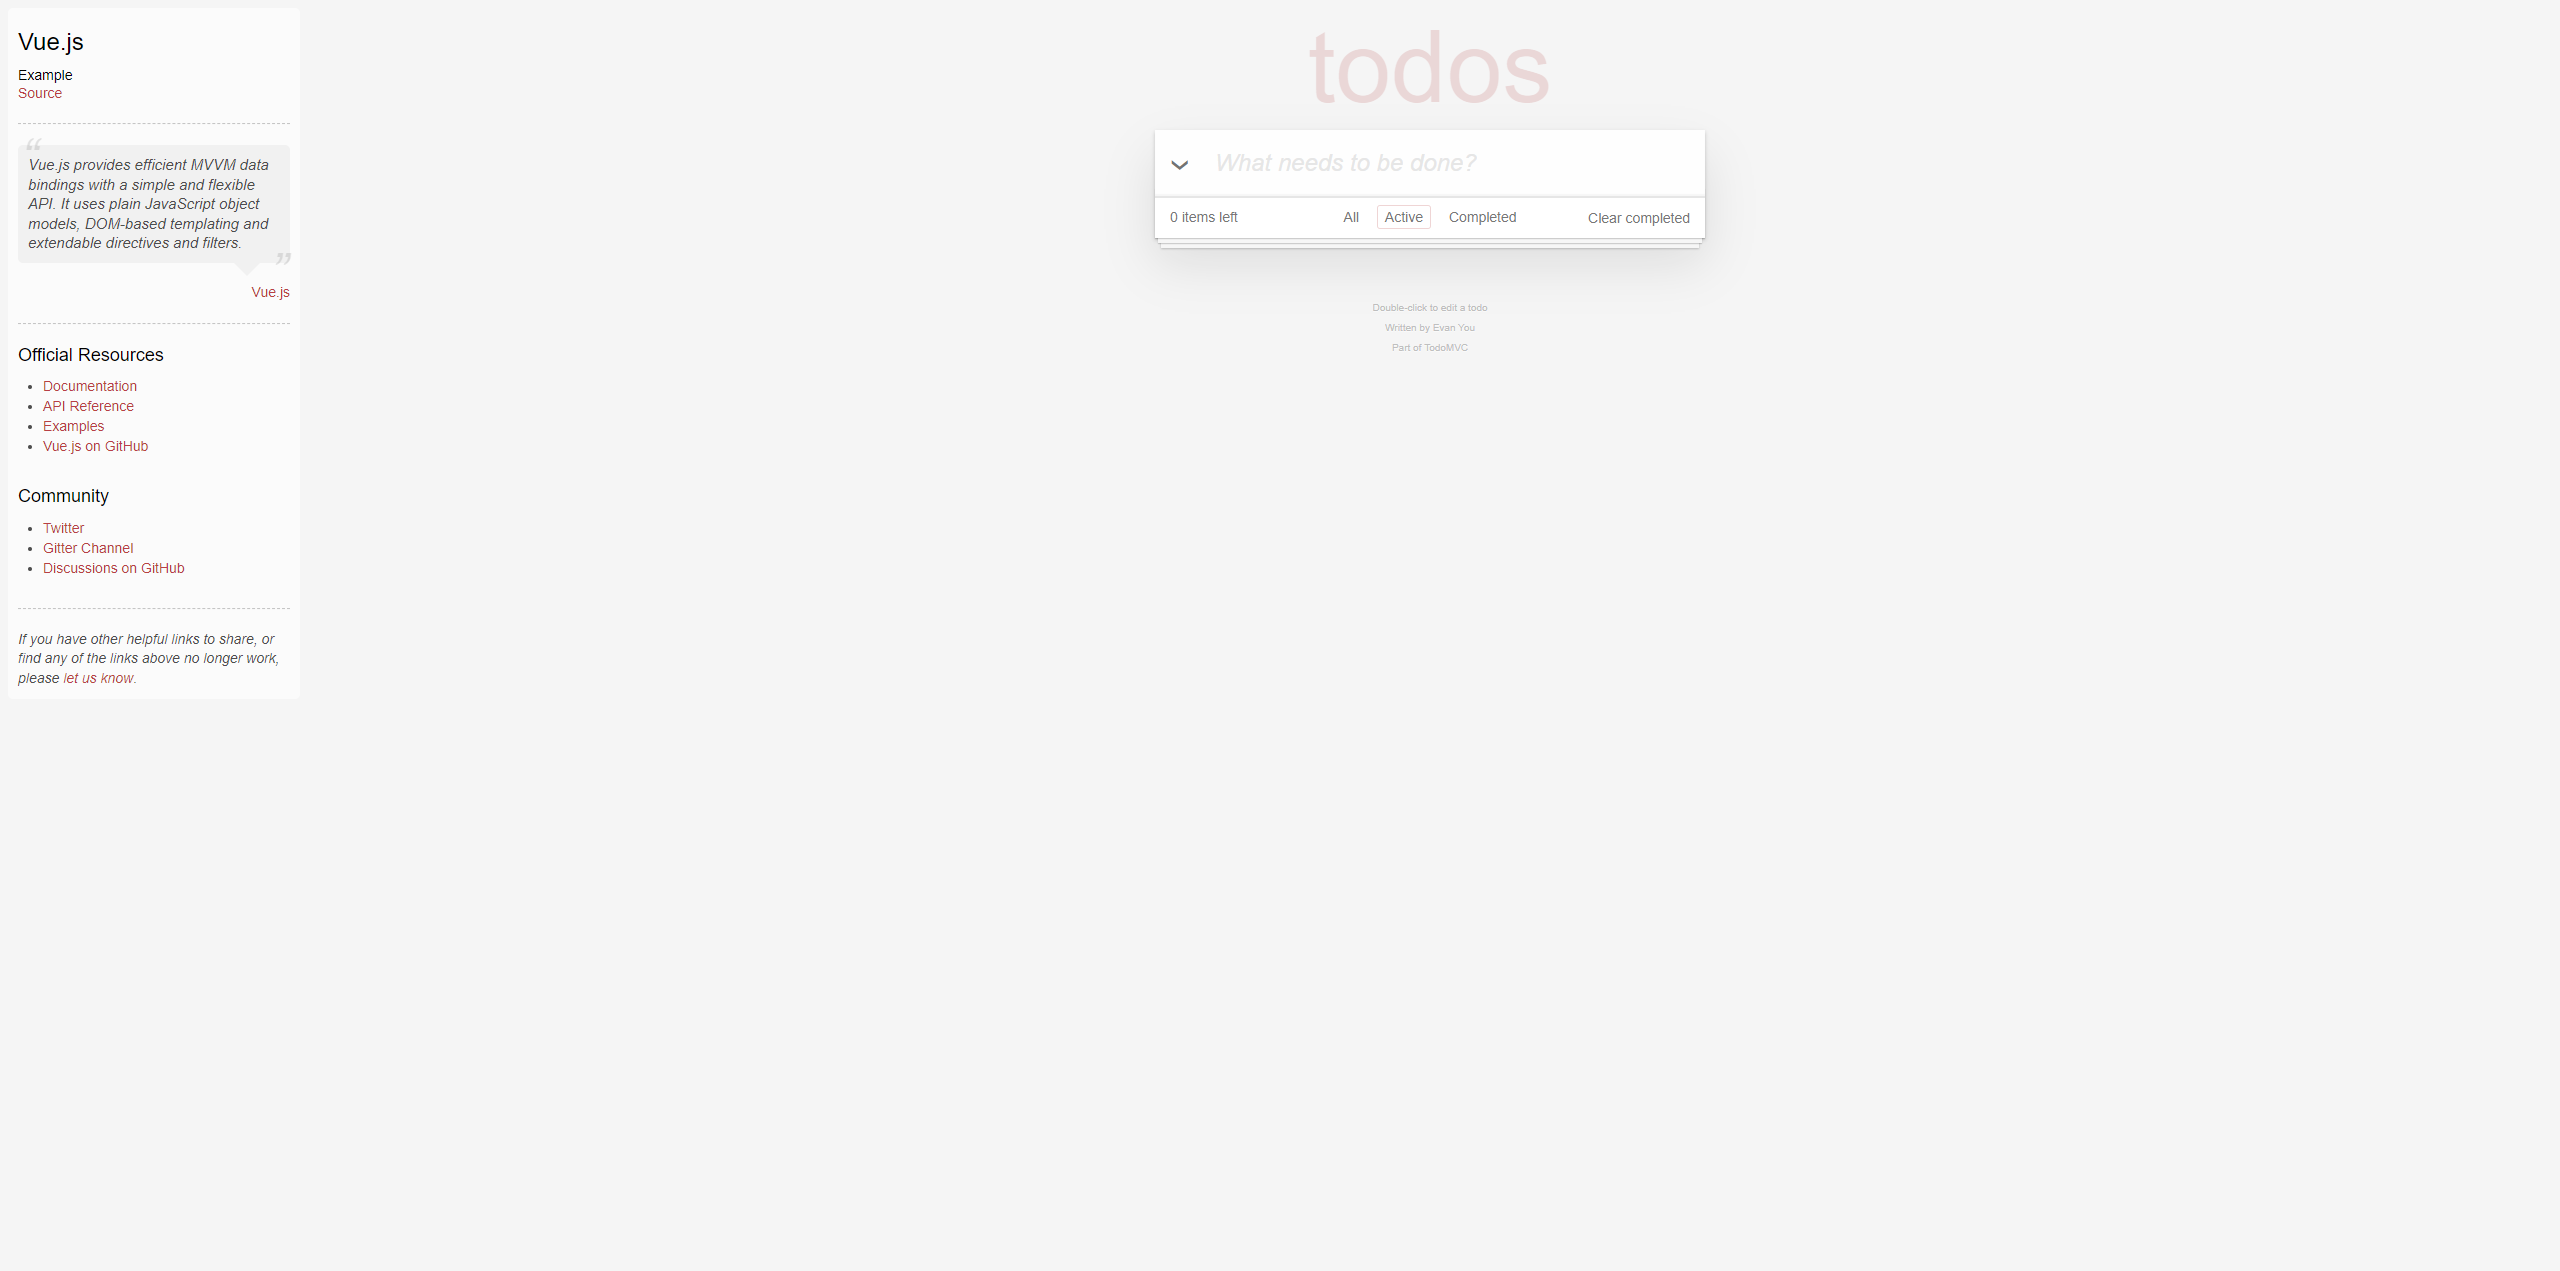 Vue.js
Example
Source
“
Vue.js provides efficient MVVM data
bindings with a simple and flexible
API. It uses plain JavaScript object
models, DOM-based templating and
extendable directives and filters.
”
Vue.js
Official Resources
• Documentation
• API Reference
• Examples
• Vue.js on GitHub
Community
• Twitter
• Gitter Channel
• Discussions on GitHub
If you have other helpful links to share, or
find any of the links above no longer work,
please let us know.
todos
What needs to be done?
0 items left All Active Completed Clear completed
Double-click to edit a todo
Written by Evan You
Part of TodoMVC